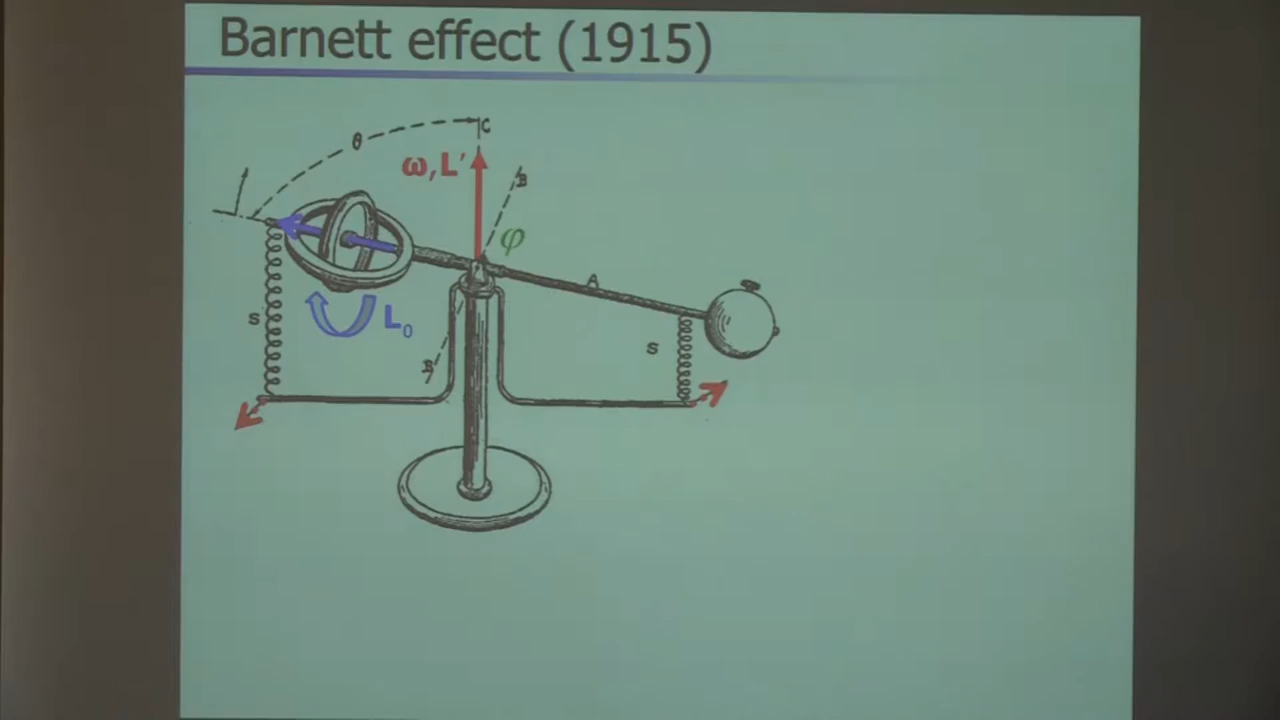 Barnett effect (1915)
θ
C
ω,L′
B
φ
A
S
L₀
S
B